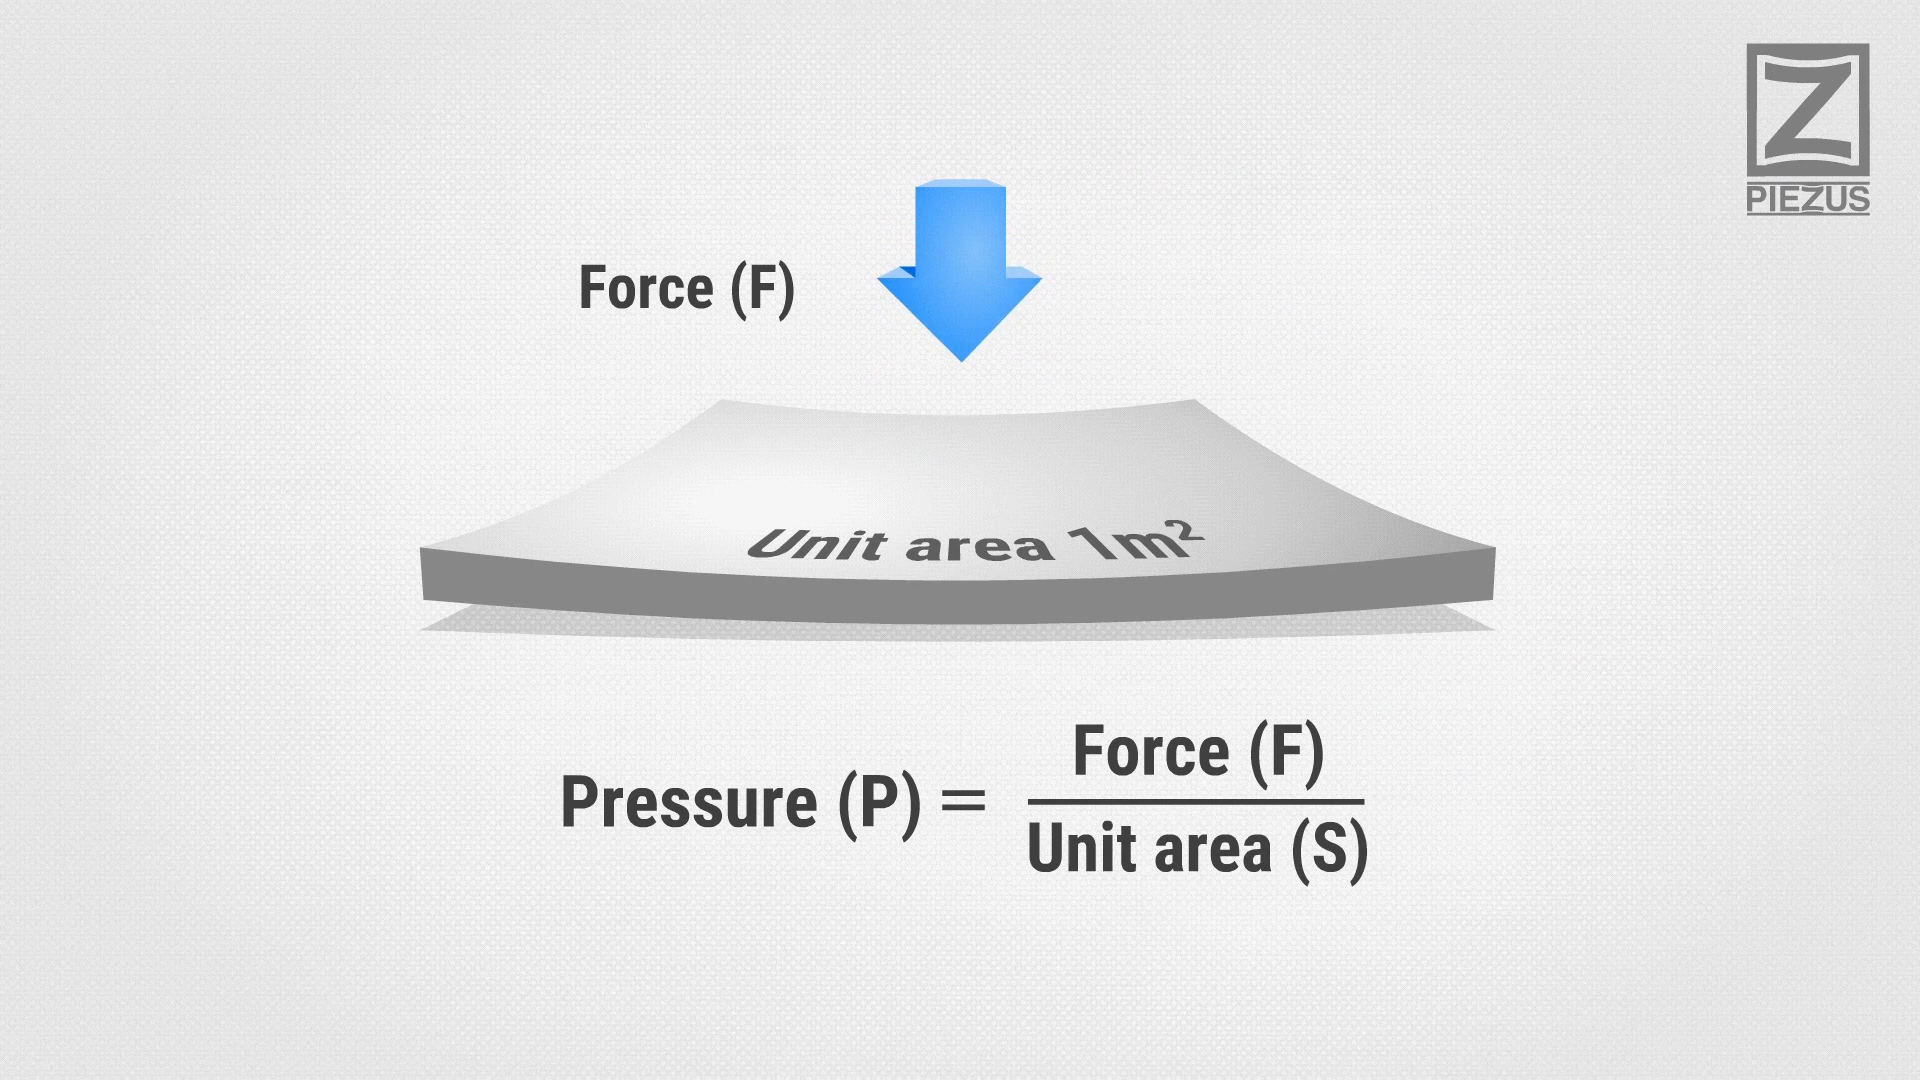 Z
PIEZUS
Force (F)
Unit area 1m²
Pressure (P) = Force (F)
Unit area (S)